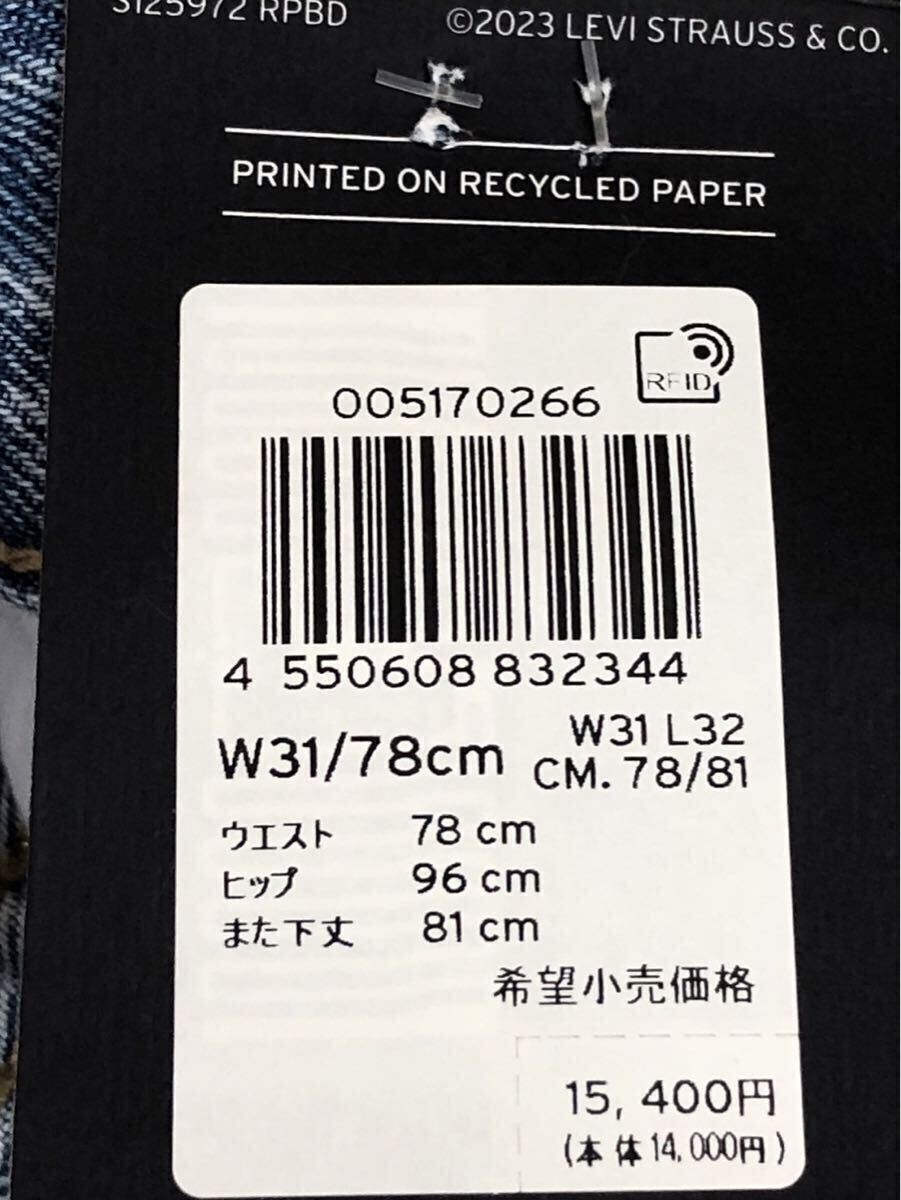 S125972 RPBD
©2023 LEVI STRAUSS & CO.
PRINTED ON RECYCLED PAPER
RFID
005170266
4 550608 832344
W31/78cm
W31 L32
CM. 78/81
ウエスト 78 cm
ヒップ 96 cm
また下丈 81 cm
希望小売価格
15,400円
(本体14,000円)